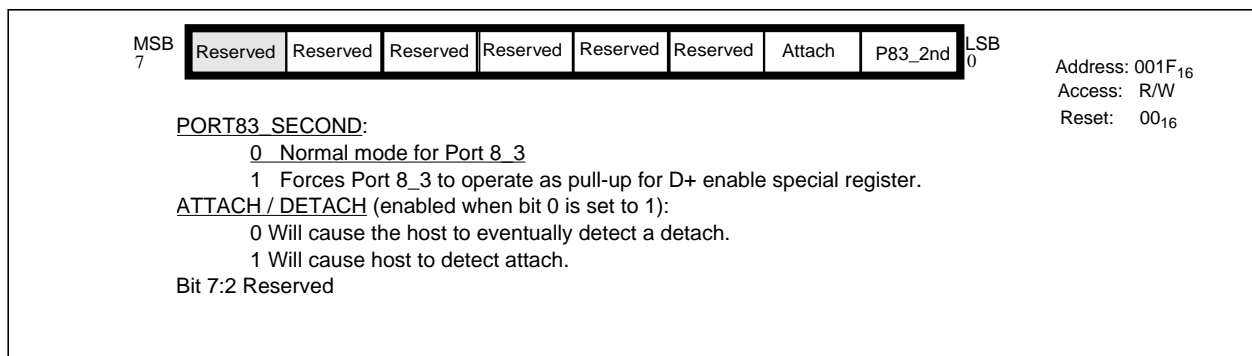 MSB
7
Reserved Reserved Reserved Reserved Reserved Reserved Attach P83_2nd
LSB
0
Address: 001F16
Access: R/W
Reset: 0016
PORT83_SECOND:
0 Normal mode for Port 8_3
1 Forces Port 8_3 to operate as pull-up for D+ enable special register.
ATTACH / DETACH (enabled when bit 0 is set to 1):
0 Will cause the host to eventually detect a detach.
1 Will cause host to detect attach.
Bit 7:2 Reserved